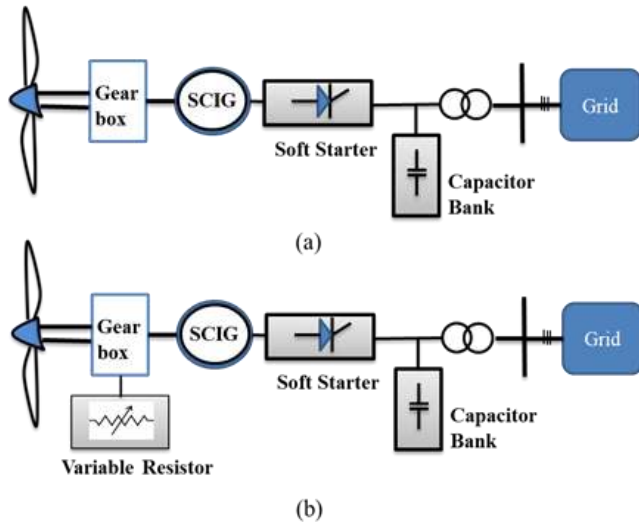 Gear
box
SCIG
Soft Starter
Capacitor
Bank
Grid
(a)
Gear
box
SCIG
Soft Starter
Capacitor
Bank
Grid
Variable Resistor
(b)